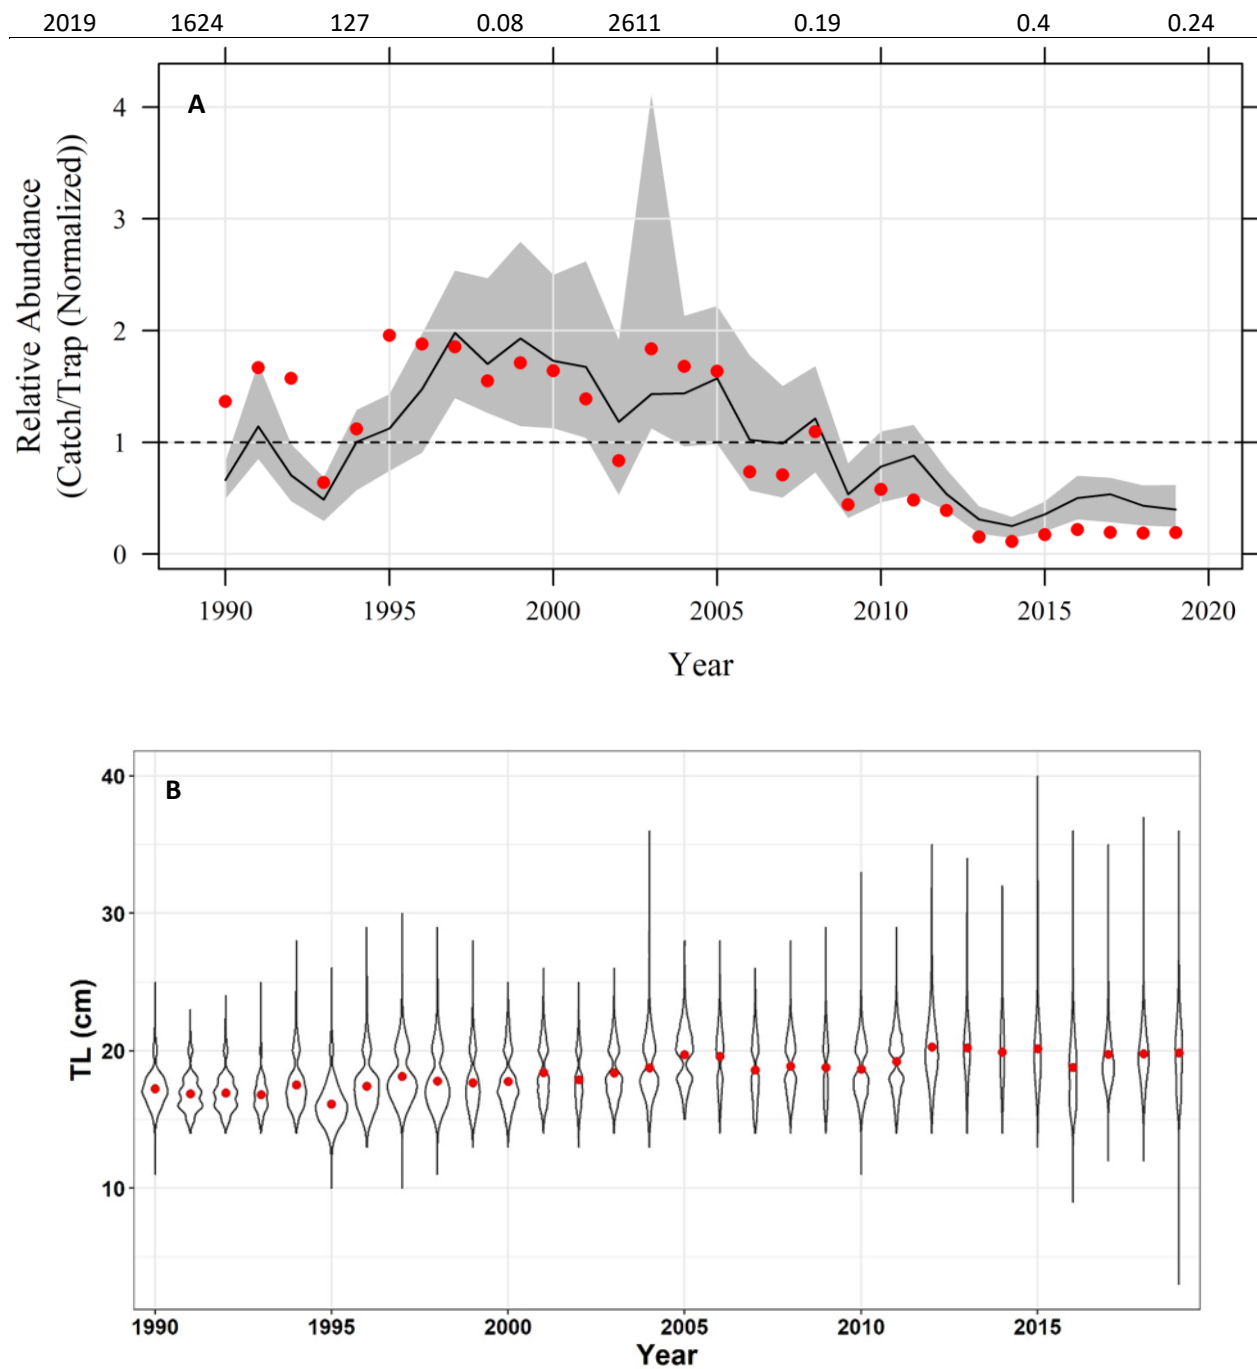 2019 1624 127 0.08 2611 0.19 0.4 0.24
A
Relative Abundance
(Catch/Trap (Normalized))
4
3
2
1
0
1990 1995 2000 2005 2010 2015 2020
Year
B
TL (cm)
40
30
20
10
1990 1995 2000 2005 2010 2015
Year